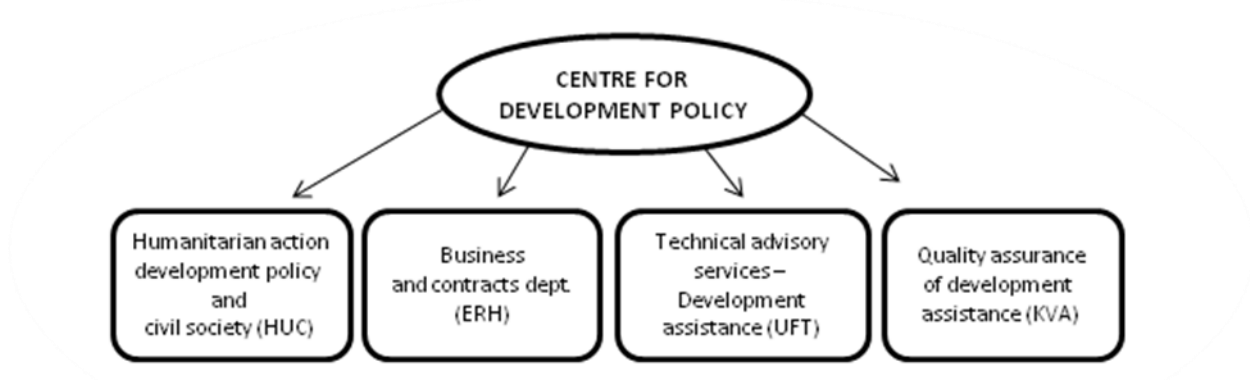 CENTRE FOR
DEVELOPMENT POLICY
Humanitarian action
development policy
and
civil society (HUC)
Business
and contracts dept.
(ERH)
Technical advisory
services –
Development
assistance (UFT)
Quality assurance
of development
assistance (KVA)